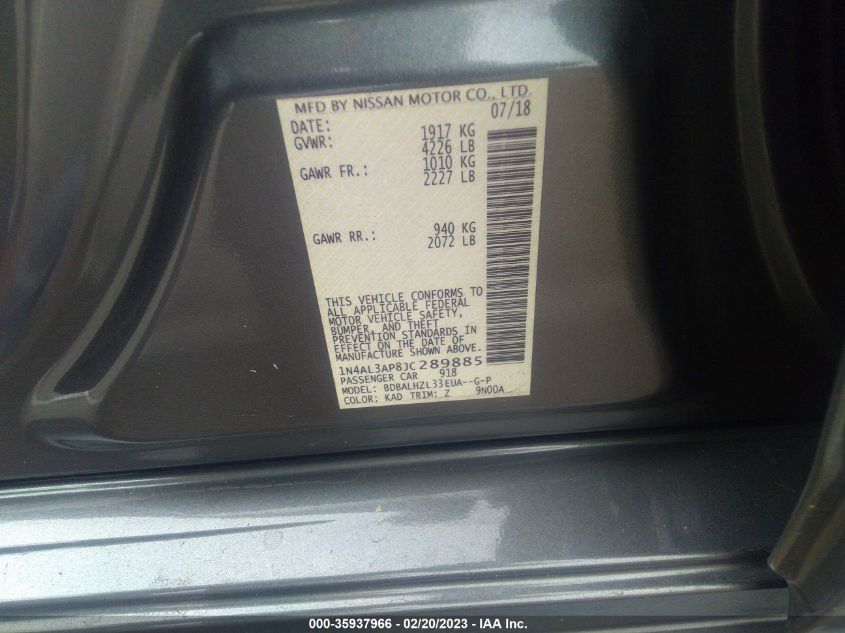 MFD BY NISSAN MOTOR CO., LTD.
DATE: 07/18
GVWR: 1917 KG
4226 LB
GAWR FR.: 1010 KG
2227 LB
GAWR RR.: 940 KG
2072 LB
THIS VEHICLE CONFORMS TO
ALL APPLICABLE FEDERAL
MOTOR VEHICLE SAFETY,
BUMPER, AND THEFT
PREVENTION STANDARDS IN
EFFECT ON THE DATE OF
MANUFACTURE SHOWN ABOVE.
1N4AL3AP8JC289885
PASSENGER CAR 918
MODEL: BDBALHZL33EUA--G-P
COLOR: KAD TRIM: Z 9N00A
000-35937966 - 02/20/2023 - IAA Inc.